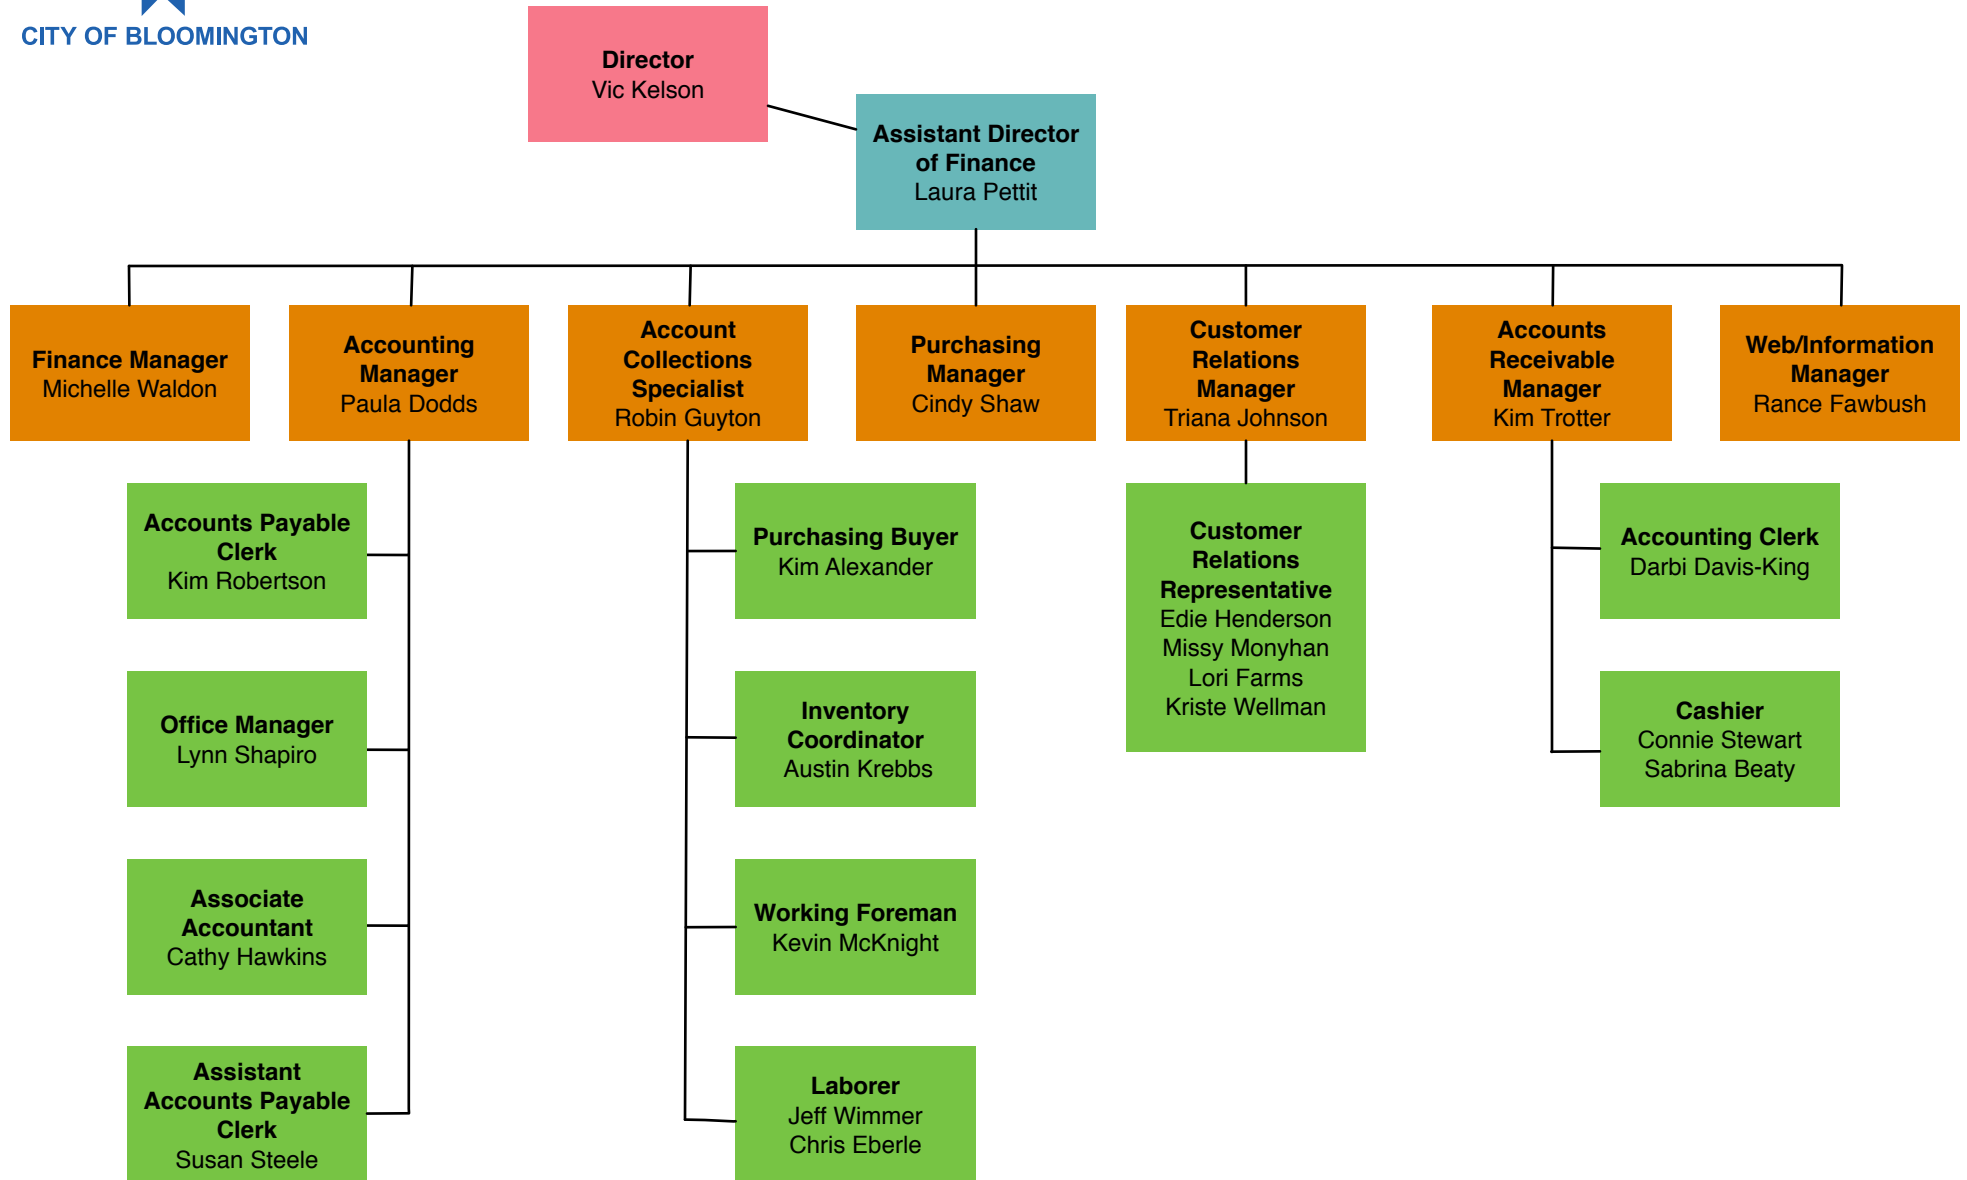 CITY OF BLOOMINGTON
Director
Vic Kelson
Assistant Director
of Finance
Laura Pettit
Finance Manager
Michelle Waldon
Accounting
Manager
Paula Dodds
Account
Collections
Specialist
Robin Guyton
Purchasing
Manager
Cindy Shaw
Customer
Relations
Manager
Triana Johnson
Accounts
Receivable
Manager
Kim Trotter
Web/Information
Manager
Rance Fawbush
Accounts Payable
Clerk
Kim Robertson
Purchasing Buyer
Kim Alexander
Customer
Relations
Representative
Edie Henderson
Missy Monyhan
Lori Farms
Kriste Wellman
Accounting Clerk
Darbi Davis-King
Office Manager
Lynn Shapiro
Inventory
Coordinator
Austin Krebbs
Cashier
Connie Stewart
Sabrina Beaty
Associate
Accountant
Cathy Hawkins
Working Foreman
Kevin McKnight
Assistant
Accounts Payable
Clerk
Susan Steele
Laborer
Jeff Wimmer
Chris Eberle